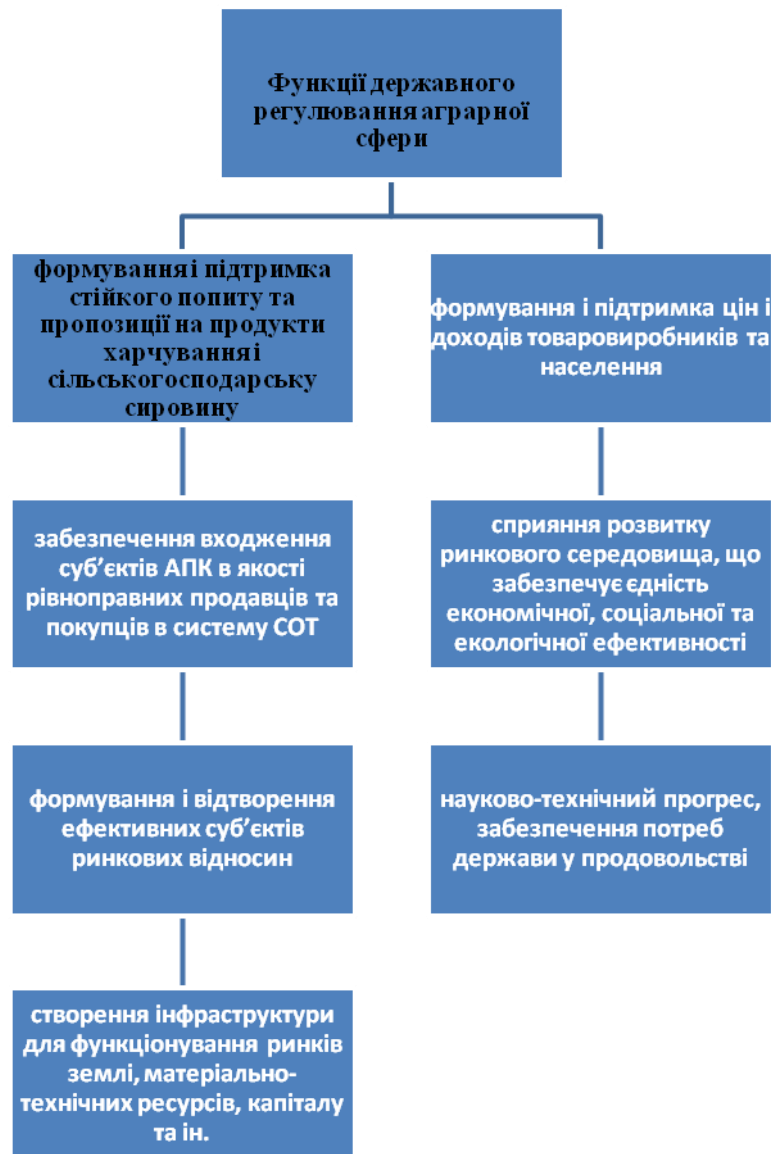 Функції державного
регулювання аграрної
сфери
формування і підтримка
стійкого попиту та
пропозиції на продукти
харчування і
сільськогосподарську
сировину
формування і підтримка цін і
доходів товаровиробників та
населення
забезпечення входження
суб’єктів АПК в якості
рівноправних продавців та
покупців в систему СОТ
сприяння розвитку
ринкового середовища, що
забезпечує єдність
економічної, соціальної та
екологічної ефективності
формування і відтворення
ефективних суб’єктів
ринкових відносин
науково-технічний прогрес,
забезпечення потреб
держави у продовольстві
створення інфраструктури
для функціонування ринків
землі, матеріально-
технічних ресурсів, капіталу
та ін.